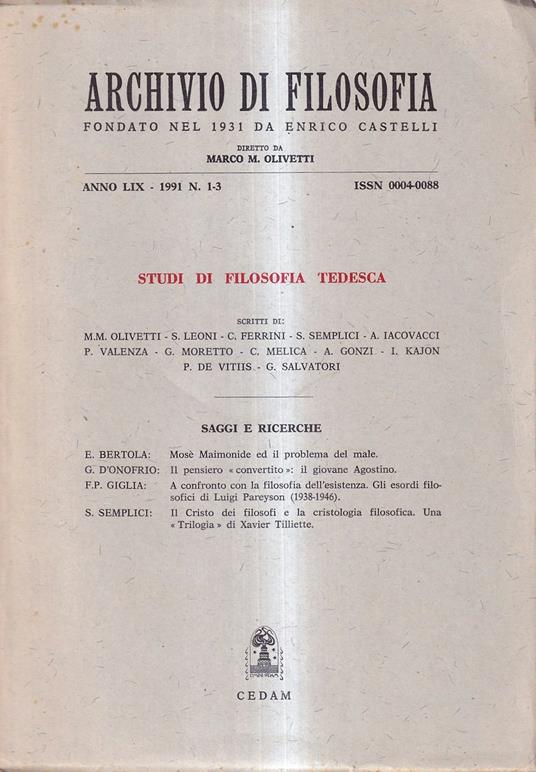 ARCHIVIO DI FILOSOFIA
FONDATO NEL 1931 DA ENRICO CASTELLI
DIRETTO DA
MARCO M. OLIVETTI
ANNO LIX - 1991 N. 1-3 ISSN 0004-0088
STUDI DI FILOSOFIA TEDESCA
SCRITTI DI:
M.M. OLIVETTI - S. LEONI - C. FERRINI - S. SEMPLICI - A. IACOVACCI
P. VALENZA - G. MORETTO - C. MELICA - A. GONZI - I. KAJON
P. DE VITIIS - G. SALVATORI
SAGGI E RICERCHE
E. BERTOLA: Mosè Maimonide ed il problema del male.
G. D'ONOFRIO: Il pensiero « convertito »: il giovane Agostino.
F.P. GIGLIA: A confronto con la filosofia dell'esistenza. Gli esordi filo-
sofici di Luigi Pareyson (1938-1946).
S. SEMPLICI: Il Cristo dei filosofi e la cristologia filosofica. Una
« Trilogia » di Xavier Tilliette.
CEDAM